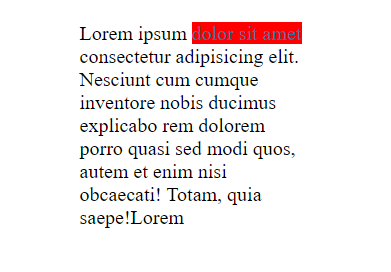 Lorem ipsum dolor sit amet
consectetur adipisicing elit.
Nesciunt cum cumque
inventore nobis ducimus
explicabo rem dolorem
porro quasi sed modi quos,
autem et enim nisi
obcaecati! Totam, quia
saepe!Lorem